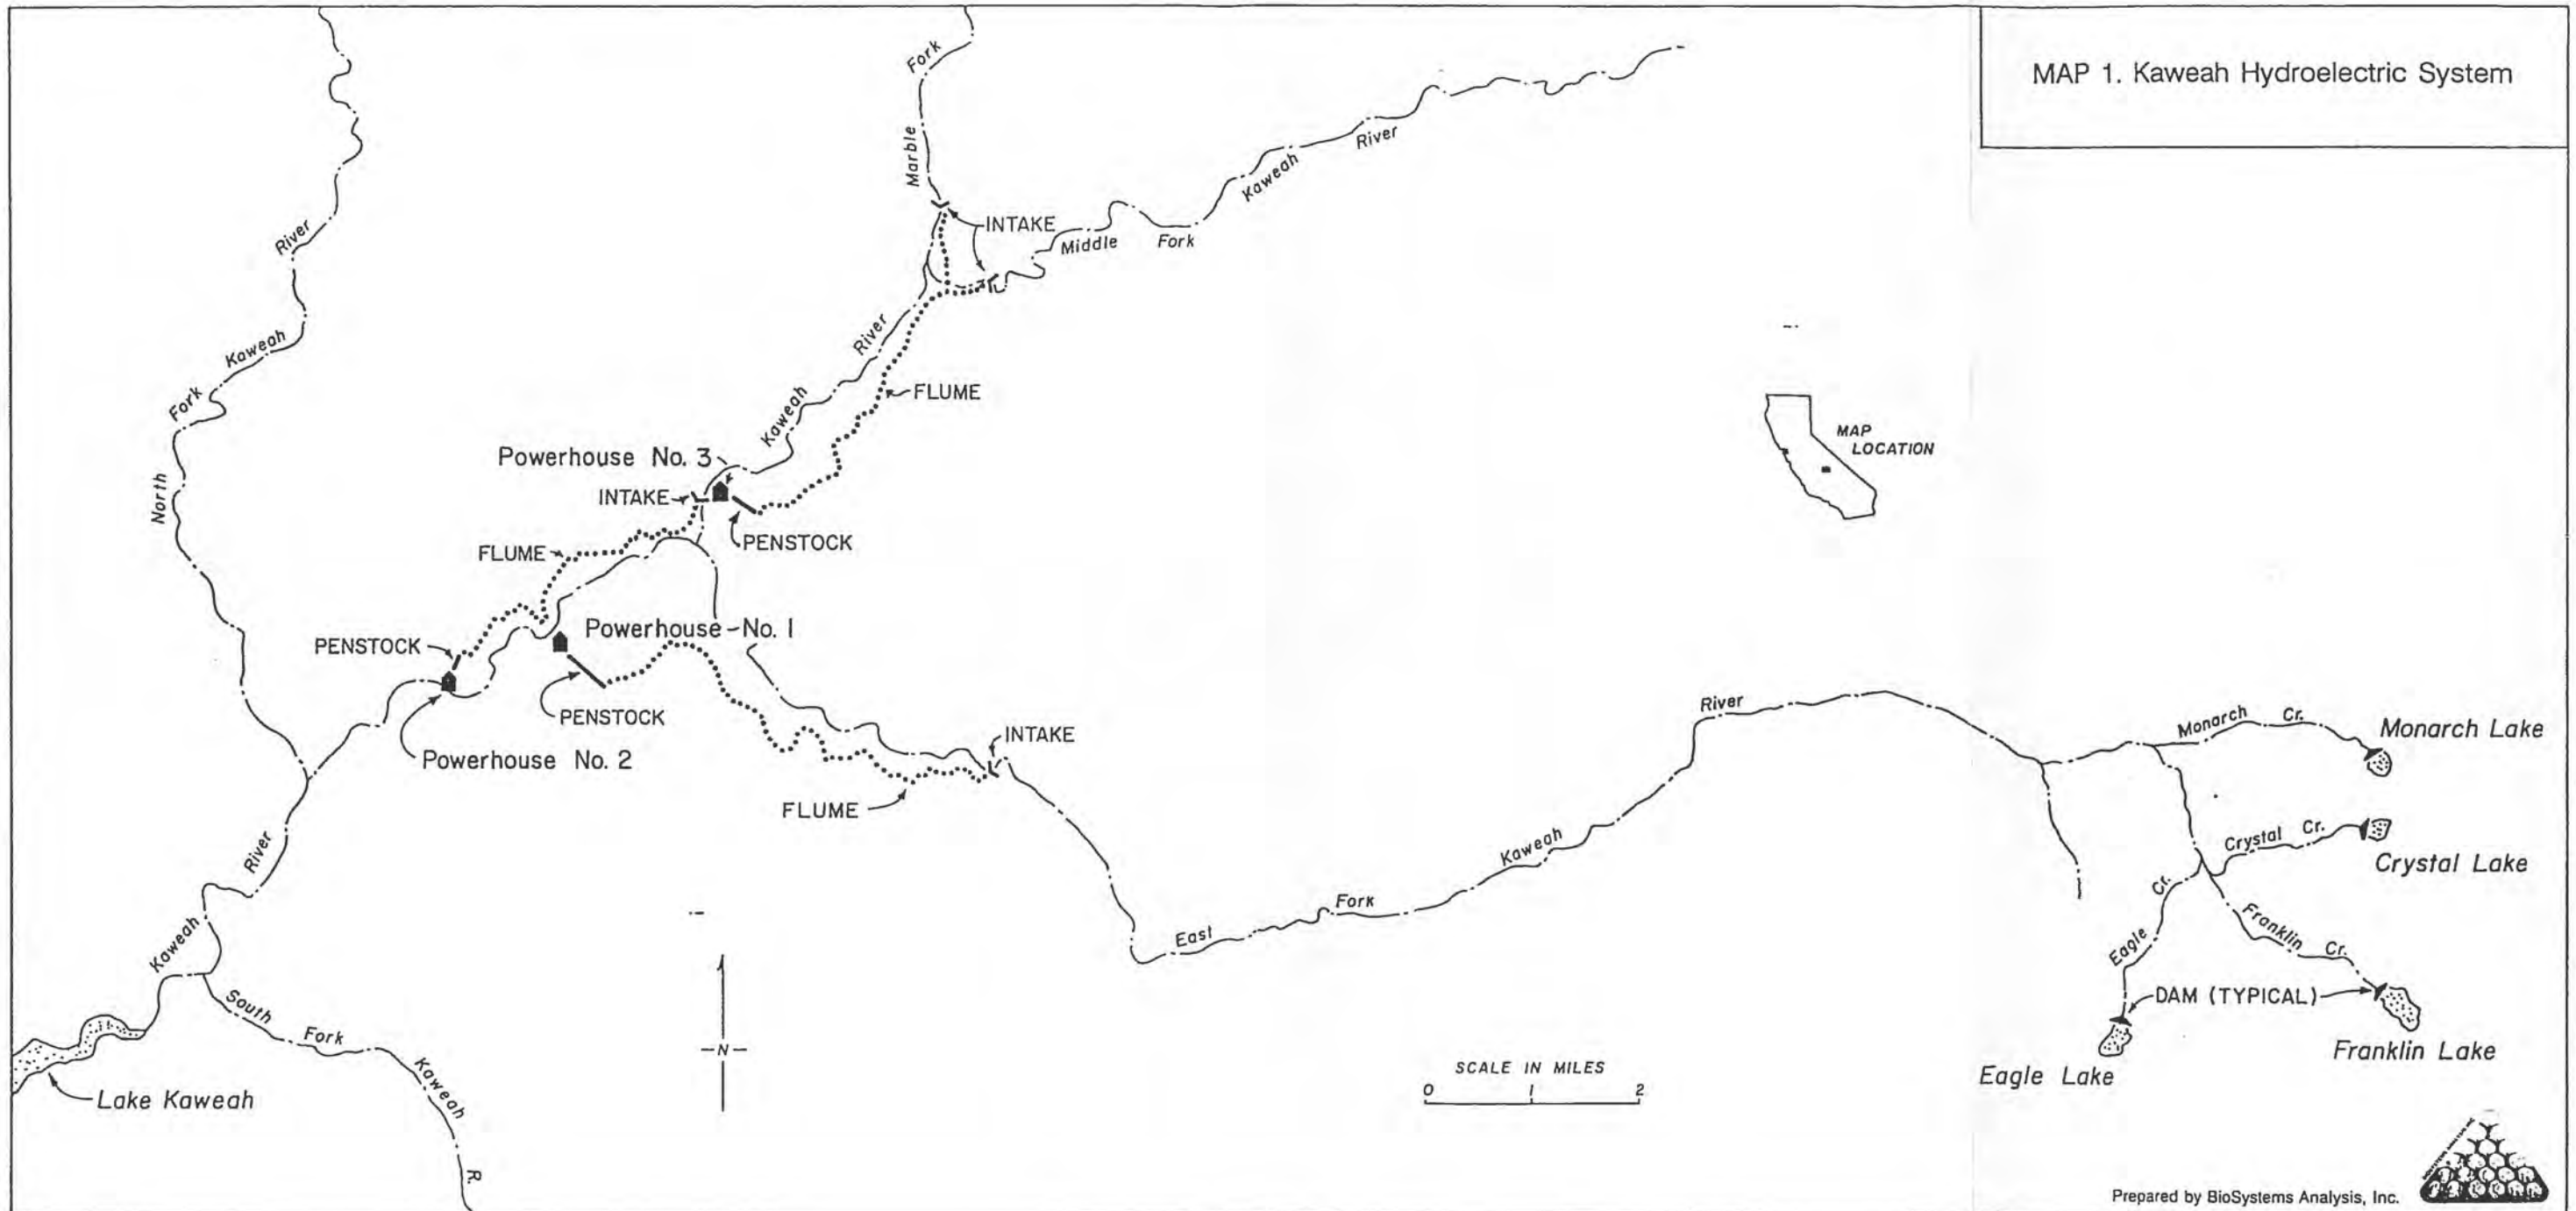 MAP 1. Kaweah Hydroelectric System
Fork
Marble
Kaweah River
Middle Fork
INTAKE
River
Kaweah
Fork
North
River
Kaweah
FLUME
Powerhouse No. 3
INTAKE
PENSTOCK
FLUME
MAP
LOCATION
Powerhouse No. 1
PENSTOCK
PENSTOCK
Powerhouse No. 2
INTAKE
FLUME
River
Kaweah
Fork
East
Monarch Cr.
Monarch Lake
Crystal Cr.
Crystal Lake
Eagle Cr.
Franklin Cr.
DAM (TYPICAL)
Franklin Lake
Eagle Lake
River
Kaweah
South Fork Kaweah R.
Lake Kaweah
N
SCALE IN MILES
0 1 2
Prepared by BioSystems Analysis, Inc.